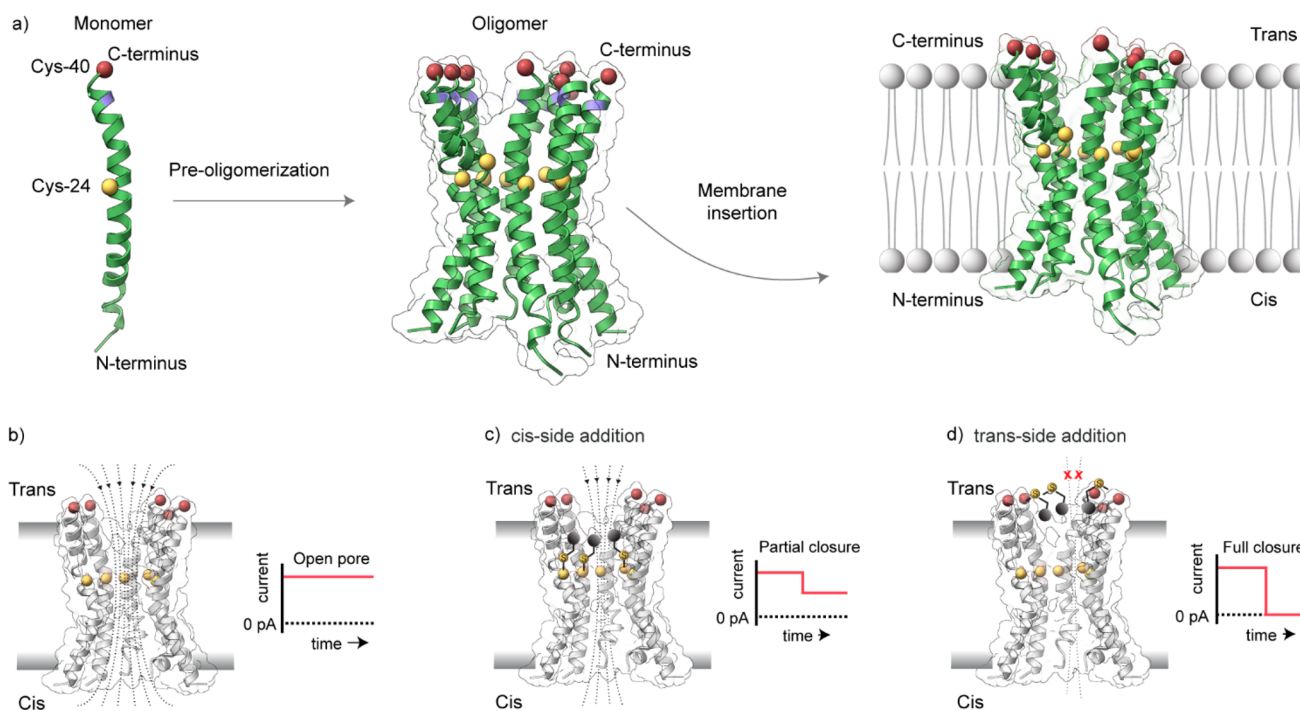 a)
Monomer
C-terminus
Cys-40
Cys-24
N-terminus
Pre-oligomerization
Oligomer
C-terminus
N-terminus
Membrane
insertion
C-terminus
Trans
N-terminus
Cis
b)
Trans
Cis
current
Open pore
0 pA
time
c) cis-side addition
S
S
S
Partial closure
current
0 pA
time
d) trans-side addition
Trans
x x
S
S
S
Cis
Full closure
current
0 pA
time